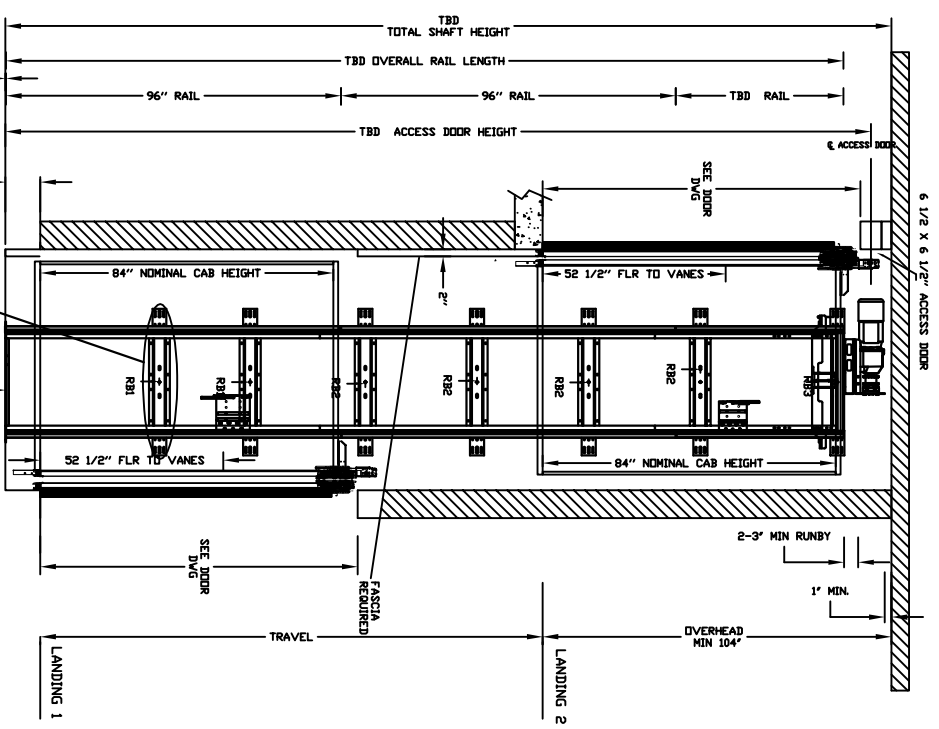 TBD
TOTAL SHAFT HEIGHT
TBD OVERALL RAIL LENGTH
96" RAIL
96" RAIL
TBD RAIL
TBD ACCESS DOOR HEIGHT
℄ ACCESS DOOR
SEE DOOR
DWG
6 1/2 X 6 1/2" ACCESS DOOR
84" NOMINAL CAB HEIGHT
2"
52 1/2" FLR TO VANES
RB1
RB2
RB2
RB2
RB2
52 1/2" FLR TO VANES
84" NOMINAL CAB HEIGHT
2-3" MIN RUNBY
SEE DOOR
DWG
FASCIA
REQUIRED
1" MIN.
TRAVEL
OVERHEAD
MIN 104"
LANDING 1
LANDING 2